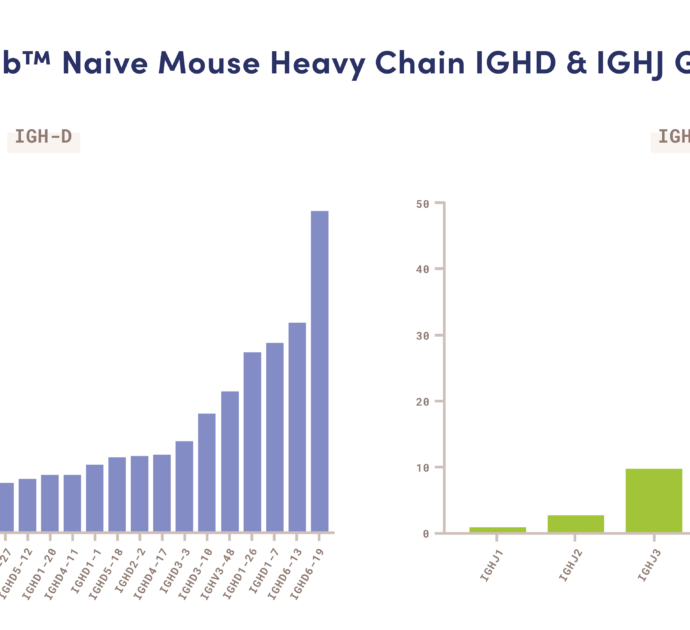 b™ Naive Mouse Heavy Chain IGHD & IGHJ G
IGH-D
IGH
50
40
30
20
10
0
-27
IGHD5-12
IGHD1-20
IGHD4-11
IGHD1-1
IGHD5-18
IGHD2-2
IGHD4-17
IGHD3-3
IGHD3-10
IGHV3-48
IGHD1-26
IGHD1-7
IGHD6-13
IGHD6-19
IGHJ1
IGHJ2
IGHJ3